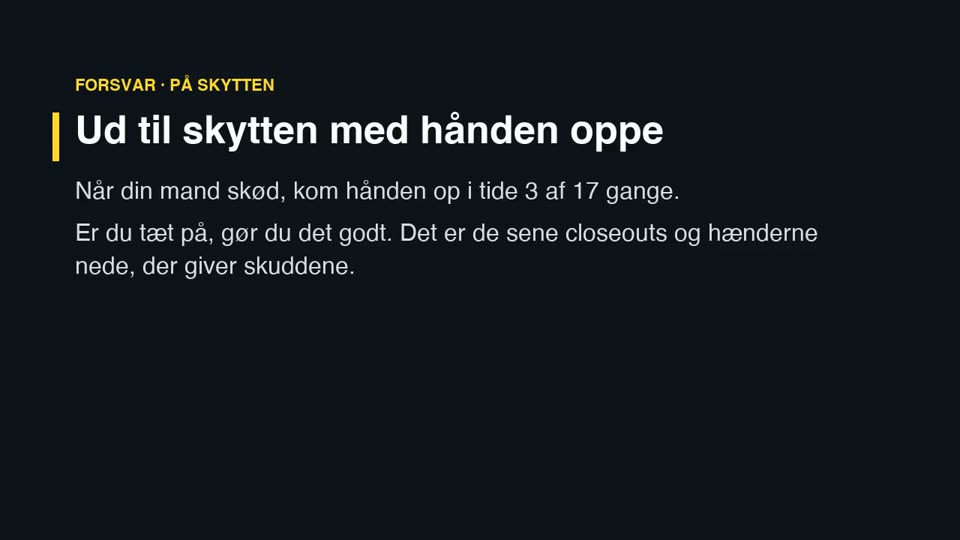 FORSVAR · PÅ SKYTTEN
Ud til skytten med hånden oppe
Når din mand skød, kom hånden op i tide 3 af 17 gange.
Er du tæt på, gør du det godt. Det er de sene closeouts og hænderne
nede, der giver skuddene.